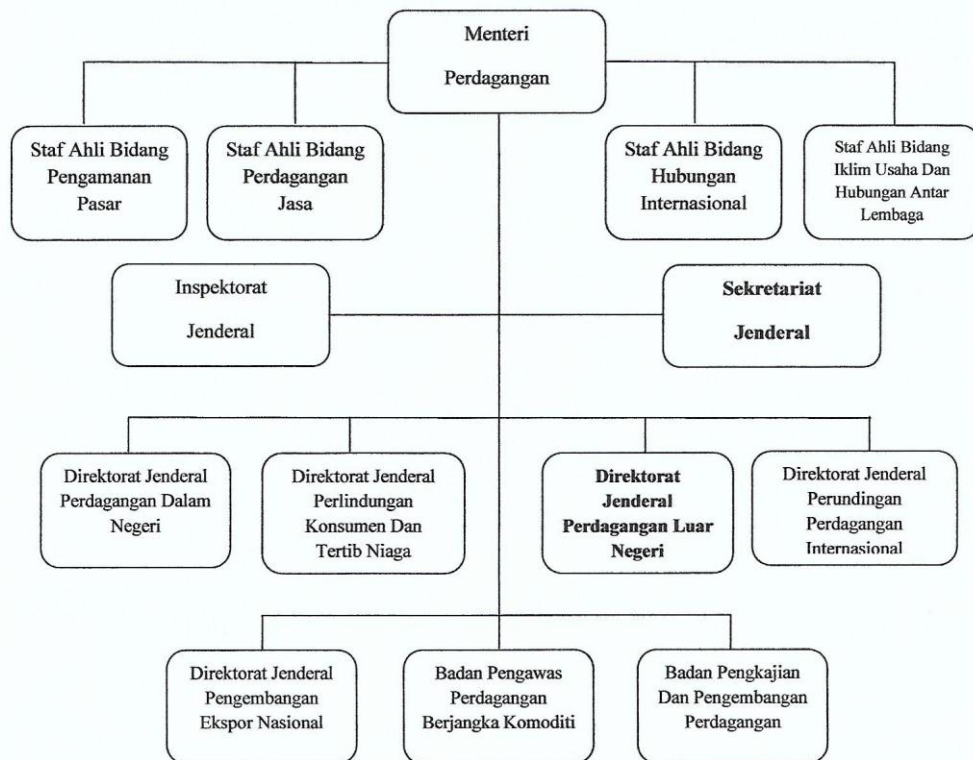 Menteri
Perdagangan
Staf Ahli Bidang
Pengamanan
Pasar
Staf Ahli Bidang
Perdagangan
Jasa
Staf Ahli Bidang
Hubungan
Internasional
Staf Ahli Bidang
Iklim Usaha Dan
Hubungan Antar
Lembaga
Inspektorat
Jenderal
Sekretariat
Jenderal
Direktorat Jenderal
Perdagangan Dalam
Negeri
Direktorat Jenderal
Perlindungan
Konsumen Dan
Tertib Niaga
Direktorat
Jenderal
Perdagangan Luar
Negeri
Direktorat Jenderal
Perundingan
Perdagangan
Internasional
Direktorat Jenderal
Pengembangan
Ekspor Nasional
Badan Pengawas
Perdagangan
Berjangka Komoditi
Badan Pengkajian
Dan Pengembangan
Perdagangan